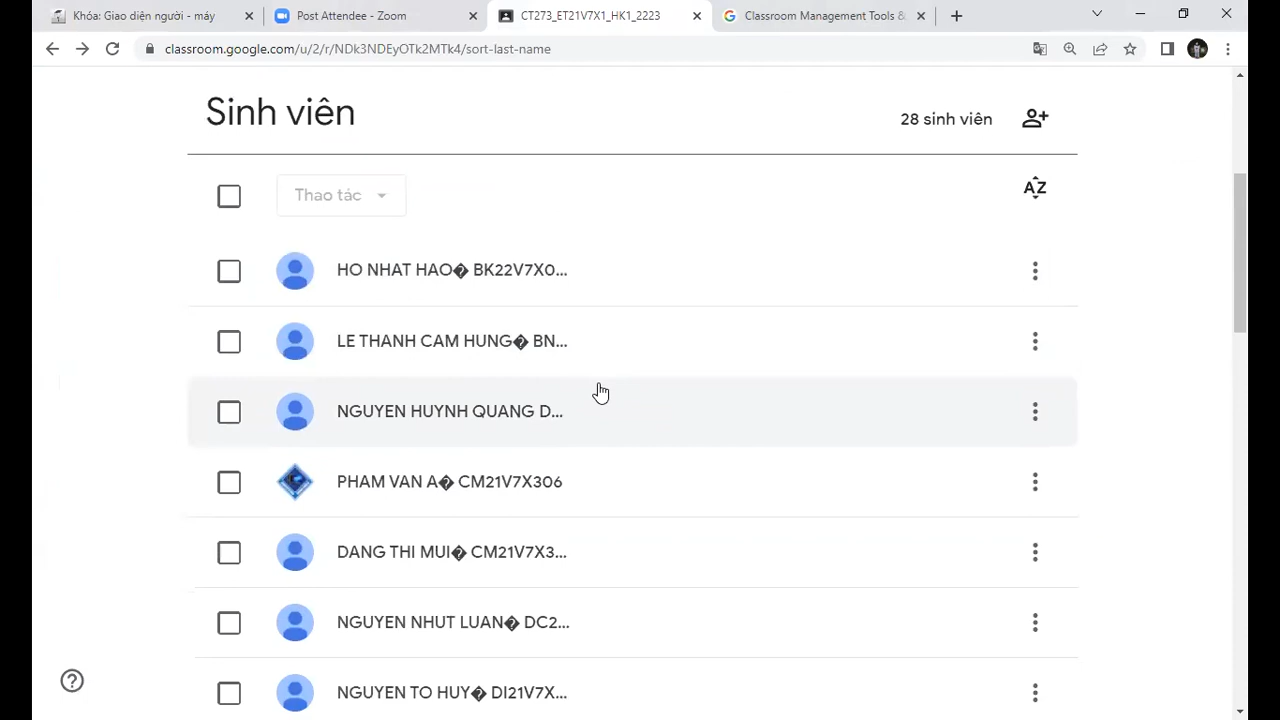 Khóa: Giao diện người - máy
Post Attendee - Zoom
CT273_ET21V7X1_HK1_2223
Classroom Management Tools &
classroom.google.com/u/2/r/NDk3NDEyOTk2MTk4/sort-last-name
Sinh viên
28 sinh viên
Thao tác
AZ
HO NHAT HAO� BK22V7X0...
LE THANH CAM HUNG� BN...
NGUYEN HUYNH QUANG D...
PHAM VAN A� CM21V7X306
DANG THI MUI� CM21V7X3...
NGUYEN NHUT LUAN� DC2...
NGUYEN TO HUY� DI21V7X...